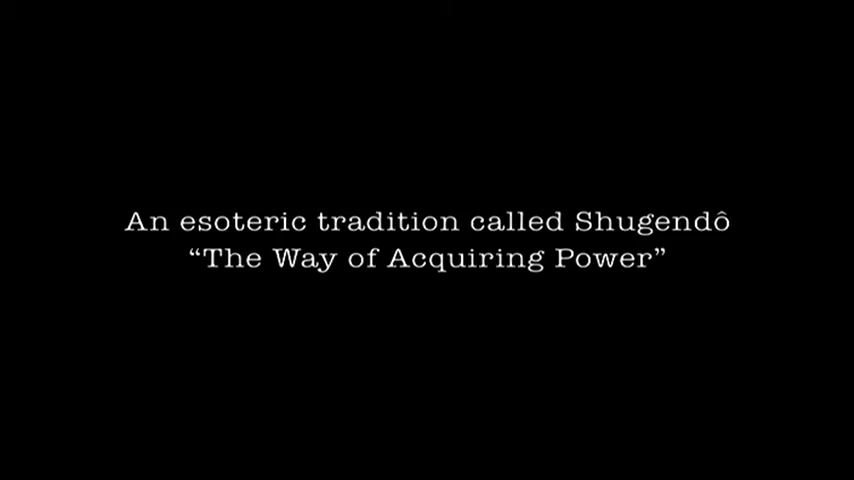 An esoteric tradition called Shugendô
“The Way of Acquiring Power”